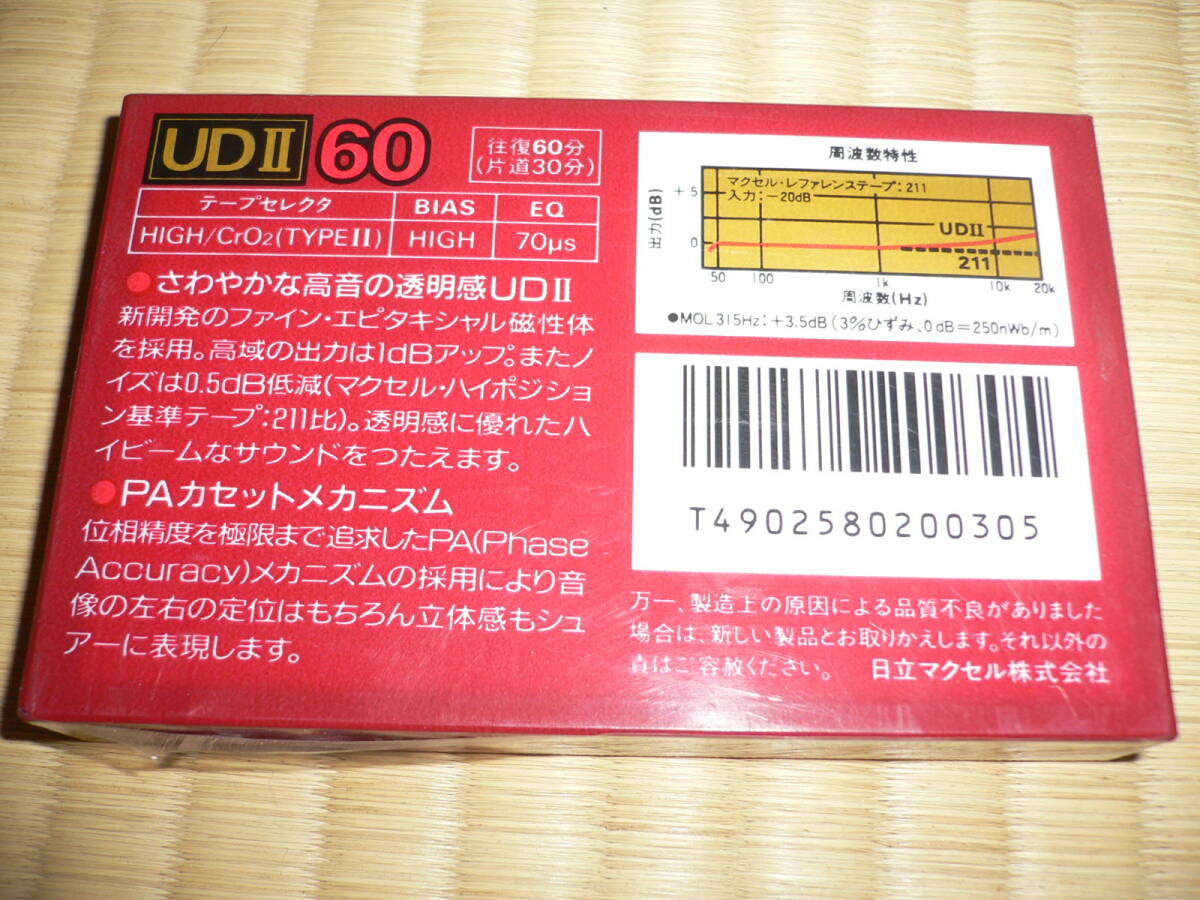 UDII 60
往復60分
(片道30分)
テープセレクタ BIAS EQ
HIGH/CrO2(TYPEII) HIGH 70μs
●さわやかな高音の透明感UDII
新開発のファイン・エピタキシャル磁性体
を採用。高域の出力は1dBアップ。またノ
イズは0.5dB低減(マクセル・ハイポジショ
ン基準テープ:211比)。透明感に優れたハ
イビームなサウンドをつたえます。
●PAカセットメカニズム
位相精度を極限まで追求したPA(Phase
Accuracy)メカニズムの採用により音
像の左右の定位はもちろん立体感もシュ
アーに表現します。
周波数特性
マクセル・レファレンステープ:211
入力:-20dB
出力(dB)
+5
0
UDII
211
50 100 1k 10k 20k
周波数(Hz)
●MOL315Hz:+3.5dB(3%ひずみ、0dB=250nWb/m)
T4902580200305
万一、製造上の原因による品質不良がありました
場合は、新しい製品とお取りかえします。それ以外の
責はご容赦ください。 日立マクセル株式会社